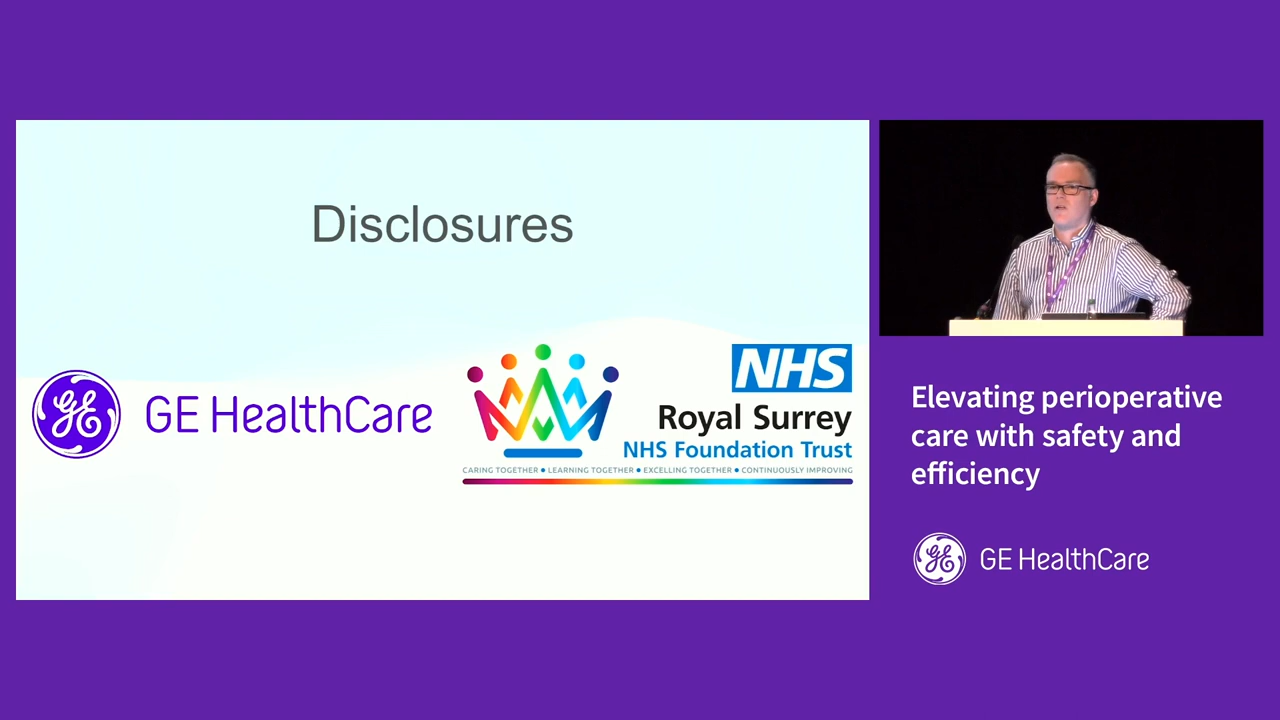 Disclosures
GE HealthCare
NHS
Royal Surrey
NHS Foundation Trust
CARING TOGETHER • LEARNING TOGETHER • EXCELLING TOGETHER • CONTINUOUSLY IMPROVING
Elevating perioperative
care with safety and
efficiency
GE HealthCare